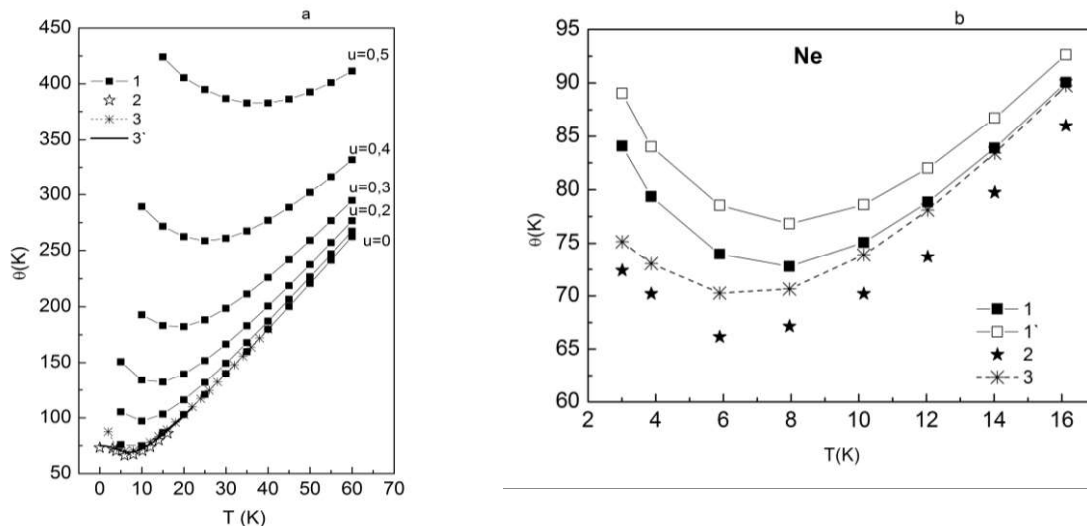 a
450
400
350
300
250
200
150
100
50
θ(K)
0 10 20 30 40 50 60 70
T (K)
1
2
3
3`
u=0,5
u=0,4
u=0,3
u=0,2
u=0
b
Ne
95
90
85
80
75
70
65
60
θ(K)
2 4 6 8 10 12 14 16
T(K)
1
1`
2
3